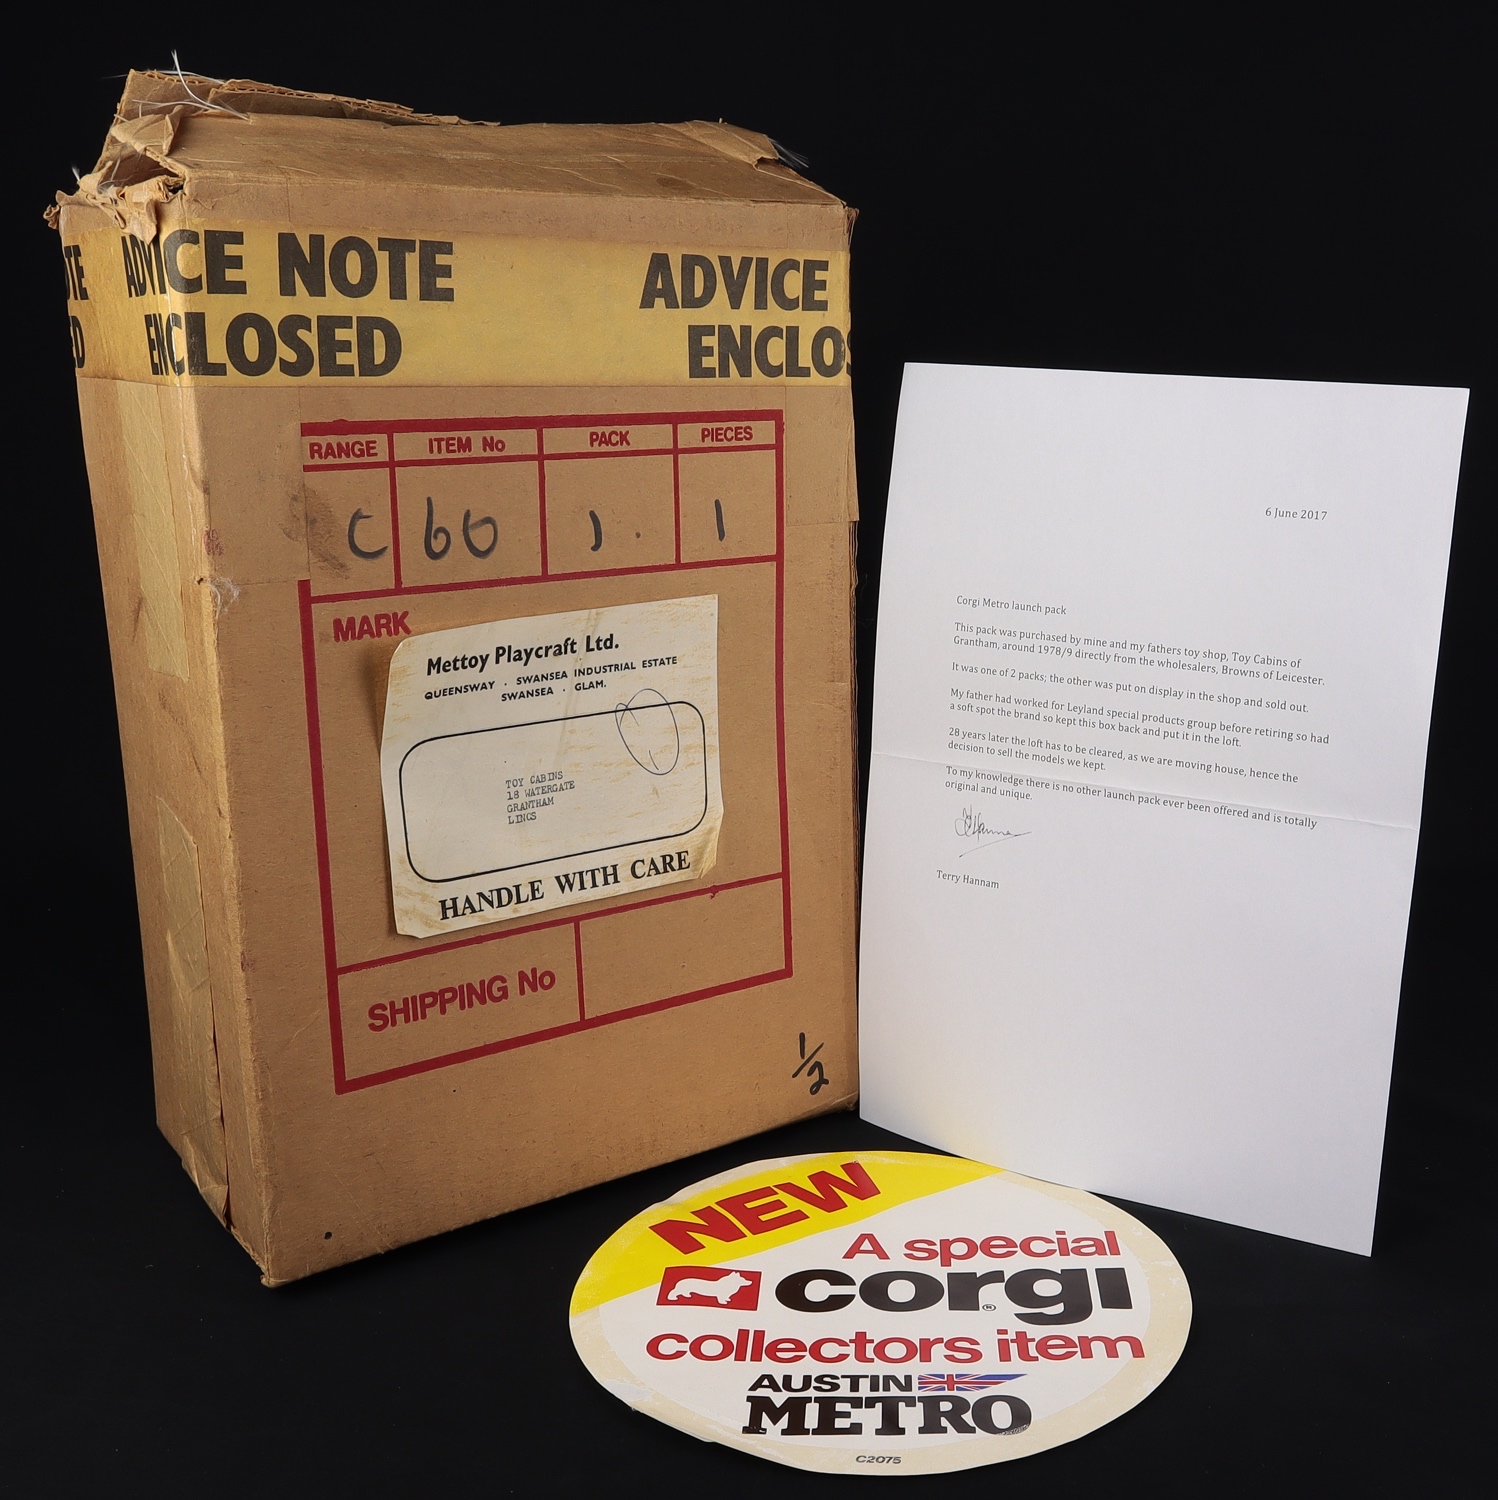 TE
ED
ADVICE NOTE
ENCLOSED
ADVICE
ENCLOS
RANGE
ITEM No
PACK
PIECES
C
60
1.
1
MARK
Mettoy Playcraft Ltd.
QUEENSWAY . SWANSEA INDUSTRIAL ESTATE
SWANSEA . GLAM.
TOY CABINS
18 WATERGATE
GRANTHAM
LINCS
HANDLE WITH CARE
SHIPPING No
1/2
6 June 2017
Corgi Metro launch pack
This pack was purchased by mine and my fathers toy shop, Toy Cabins of
Grantham, around 1978/9 directly from the wholesalers, Browns of Leicester.
It was one of 2 packs; the other was put on display in the shop and sold out.
My father had worked for Leyland special products group before retiring so had
a soft spot the brand so kept this box back and put it in the loft.
28 years later the loft has to be cleared, as we are moving house, hence the
decision to sell the models we kept.
To my knowledge there is no other launch pack ever been offered and is totally
original and unique.
Terry Hannam
NEW
A special
corgi®
collectors item
AUSTIN
METRO
C2075